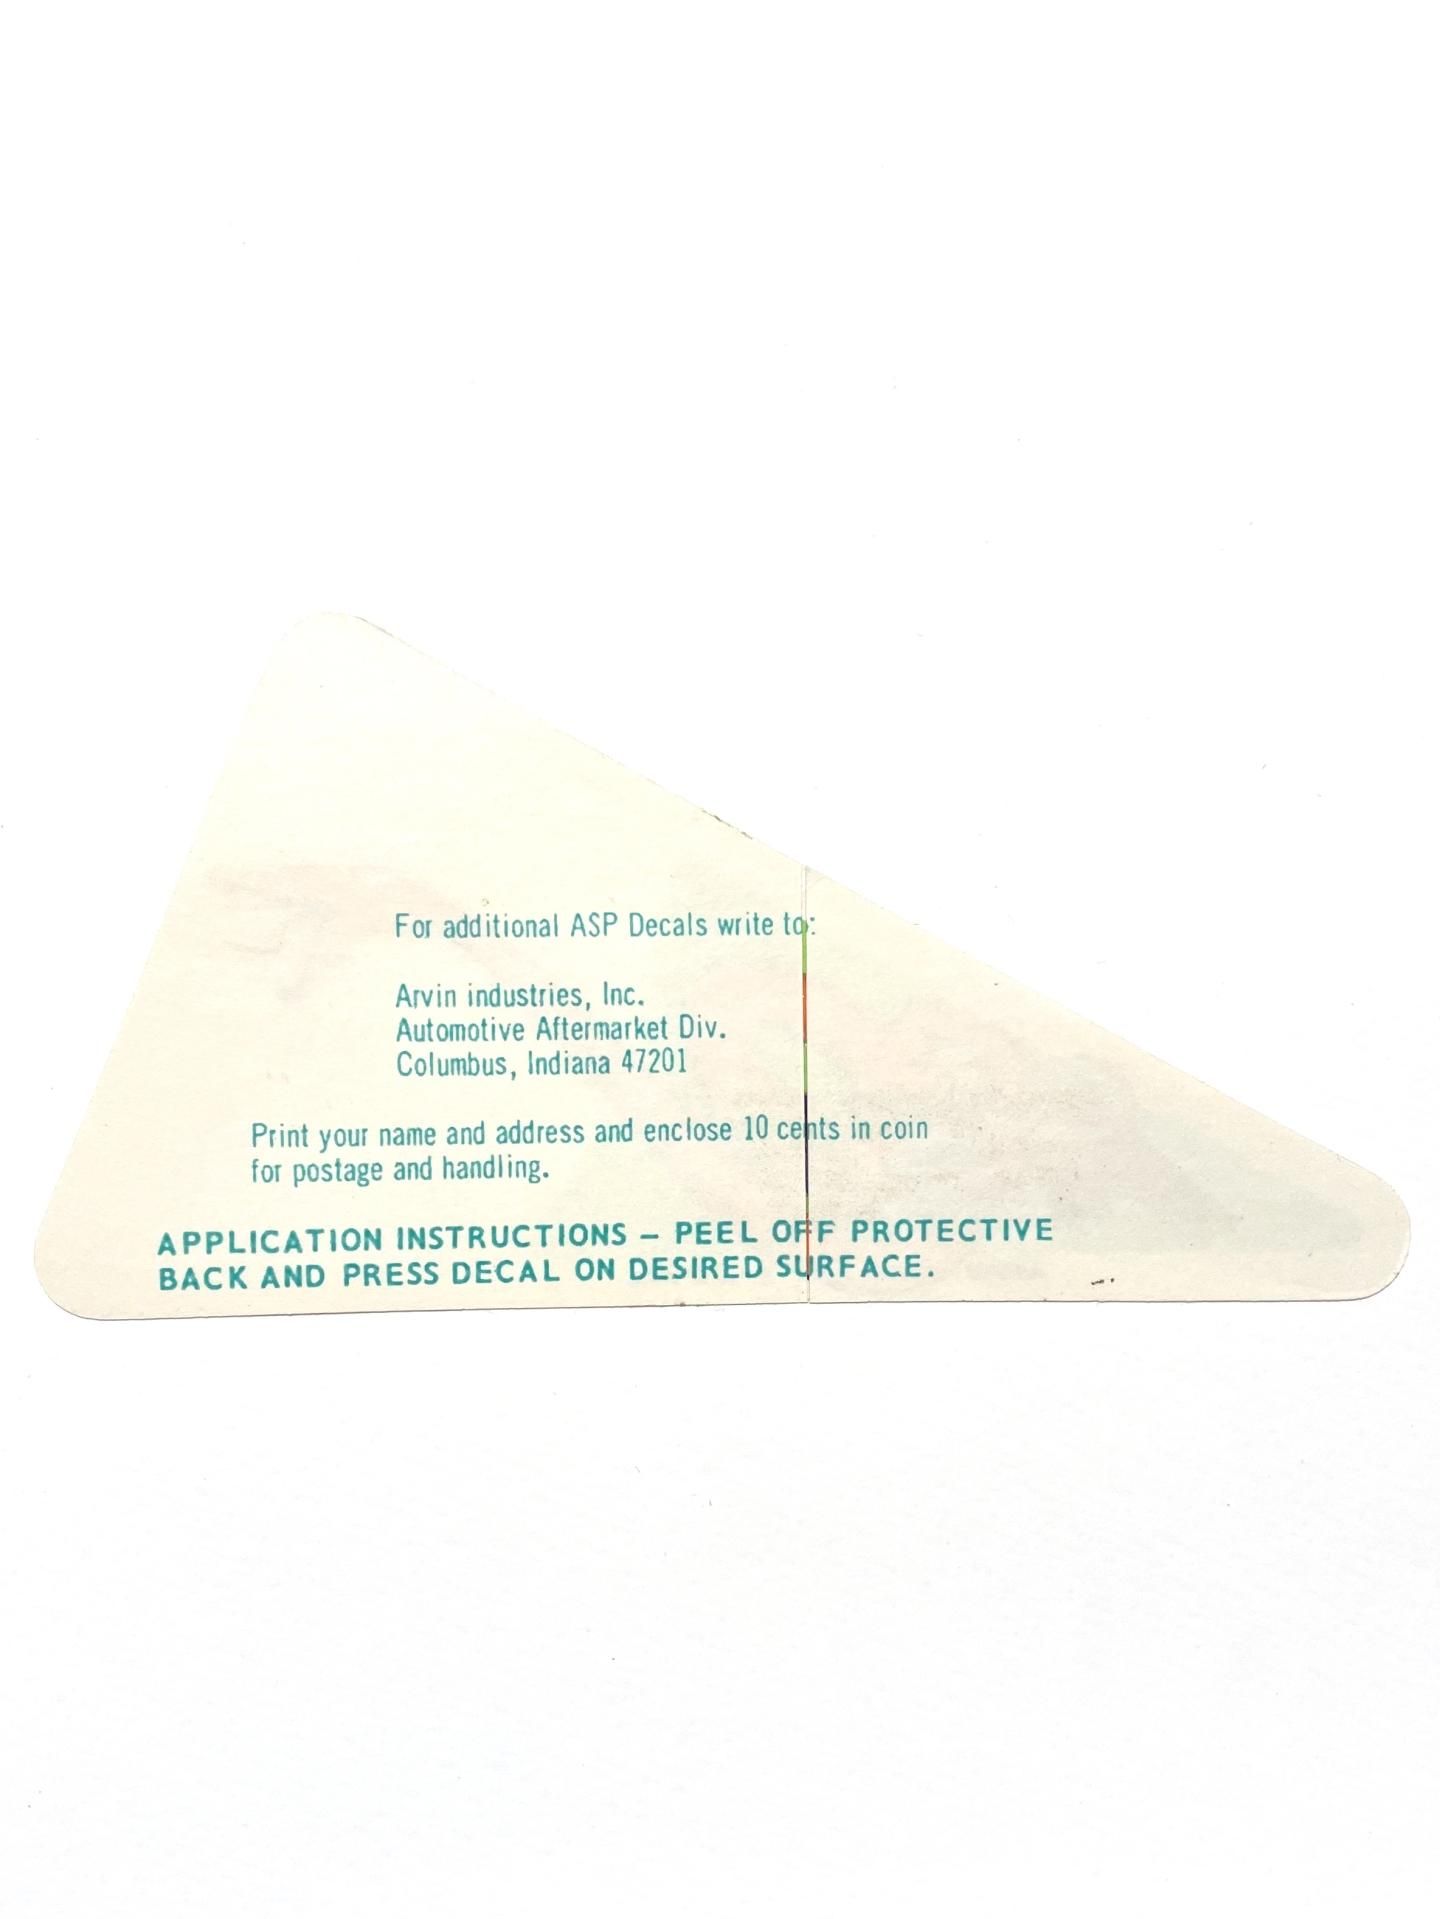 For additional ASP Decals write to:
Arvin industries, Inc.
Automotive Aftermarket Div.
Columbus, Indiana 47201
Print your name and address and enclose 10 cents in coin
for postage and handling.
APPLICATION INSTRUCTIONS – PEEL OFF PROTECTIVE
BACK AND PRESS DECAL ON DESIRED SURFACE.